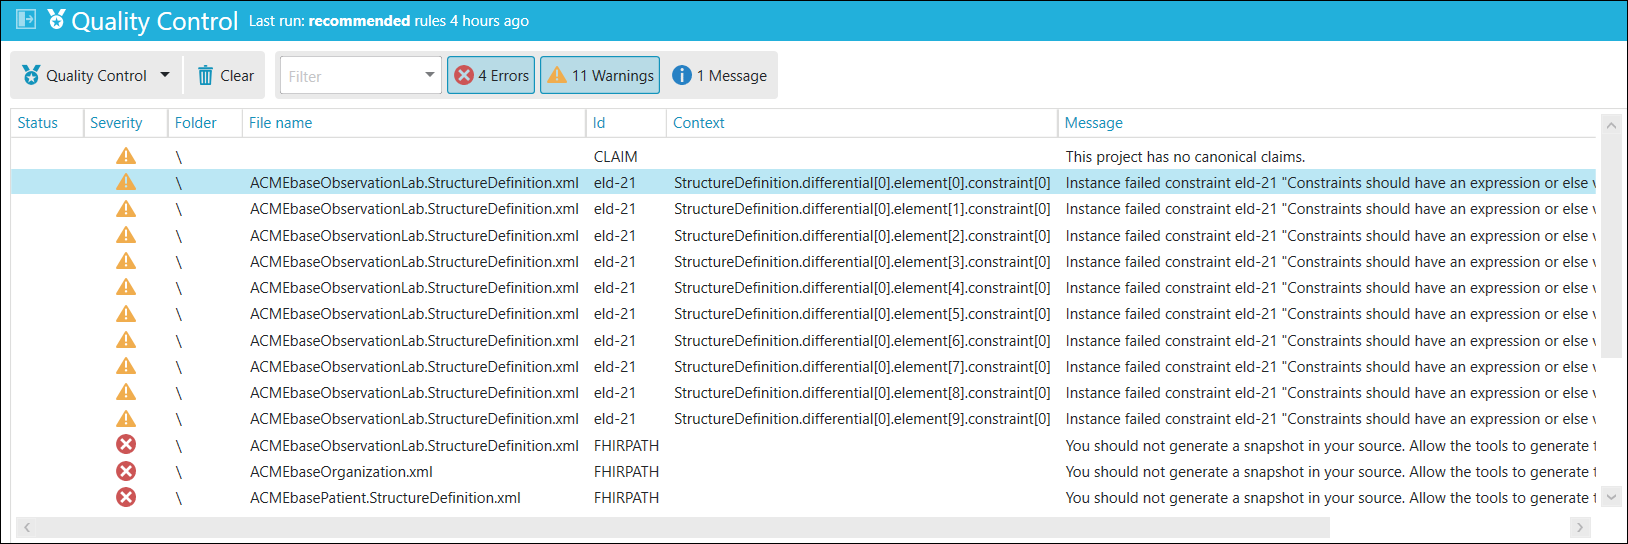 Quality Control Last run: recommended rules 4 hours ago
Quality Control Clear Filter 4 Errors 11 Warnings 1 Message
Status Severity Folder File name Id Context Message
\ CLAIM This project has no canonical claims.
\ ACMEbaseObservationLab.StructureDefinition.xml eld-21 StructureDefinition.differential[0].element[0].constraint[0] Instance failed constraint eld-21 "Constraints should have an expression or else
\ ACMEbaseObservationLab.StructureDefinition.xml eld-21 StructureDefinition.differential[0].element[1].constraint[0] Instance failed constraint eld-21 "Constraints should have an expression or else
\ ACMEbaseObservationLab.StructureDefinition.xml eld-21 StructureDefinition.differential[0].element[2].constraint[0] Instance failed constraint eld-21 "Constraints should have an expression or else
\ ACMEbaseObservationLab.StructureDefinition.xml eld-21 StructureDefinition.differential[0].element[3].constraint[0] Instance failed constraint eld-21 "Constraints should have an expression or else
\ ACMEbaseObservationLab.StructureDefinition.xml eld-21 StructureDefinition.differential[0].element[4].constraint[0] Instance failed constraint eld-21 "Constraints should have an expression or else
\ ACMEbaseObservationLab.StructureDefinition.xml eld-21 StructureDefinition.differential[0].element[5].constraint[0] Instance failed constraint eld-21 "Constraints should have an expression or else
\ ACMEbaseObservationLab.StructureDefinition.xml eld-21 StructureDefinition.differential[0].element[6].constraint[0] Instance failed constraint eld-21 "Constraints should have an expression or else
\ ACMEbaseObservationLab.StructureDefinition.xml eld-21 StructureDefinition.differential[0].element[7].constraint[0] Instance failed constraint eld-21 "Constraints should have an expression or else
\ ACMEbaseObservationLab.StructureDefinition.xml eld-21 StructureDefinition.differential[0].element[8].constraint[0] Instance failed constraint eld-21 "Constraints should have an expression or else
\ ACMEbaseObservationLab.StructureDefinition.xml eld-21 StructureDefinition.differential[0].element[9].constraint[0] Instance failed constraint eld-21 "Constraints should have an expression or else
\ ACMEbaseObservationLab.StructureDefinition.xml FHIRPATH You should not generate a snapshot in your source. Allow the tools to generate
\ ACMEbaseOrganization.xml FHIRPATH You should not generate a snapshot in your source. Allow the tools to generate
\ ACMEbasePatient.StructureDefinition.xml FHIRPATH You should not generate a snapshot in your source. Allow the tools to generate